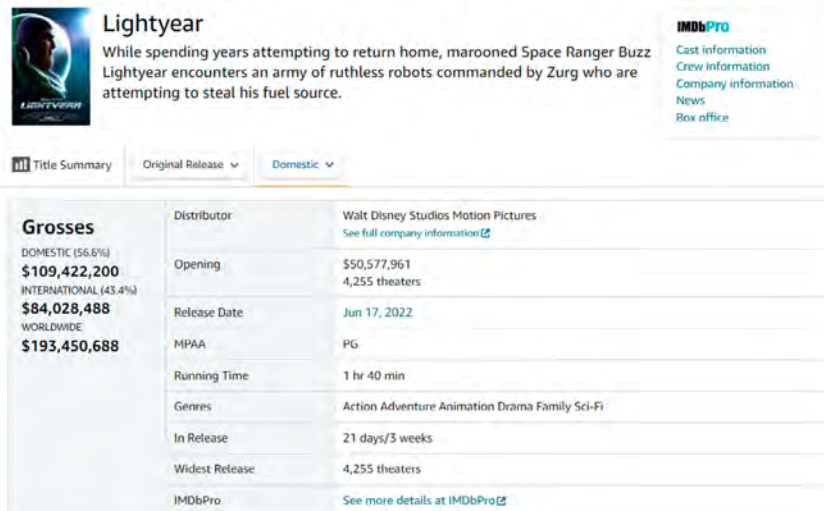 Lightyear
While spending years attempting to return home, marooned Space Ranger Buzz
Lightyear encounters an army of ruthless robots commanded by Zurg who are
attempting to steal his fuel source.
LIGHTYEAR
IMDbPro
Cast information
Crew information
Company information
News
Box office
Title Summary
Original Release
Domestic
Grosses
DOMESTIC (56.6%)
$109,422,200
INTERNATIONAL (43.4%)
$84,028,488
WORLDWIDE
$193,450,688
Distributor
Walt Disney Studios Motion Pictures
See full company information
Opening
$50,577,961
4,255 theaters
Release Date
Jun 17, 2022
MPAA
PG
Running Time
1 hr 40 min
Genres
Action Adventure Animation Drama Family Sci-Fi
In Release
21 days/3 weeks
Widest Release
4,255 theaters
IMDbPro
See more details at IMDbPro